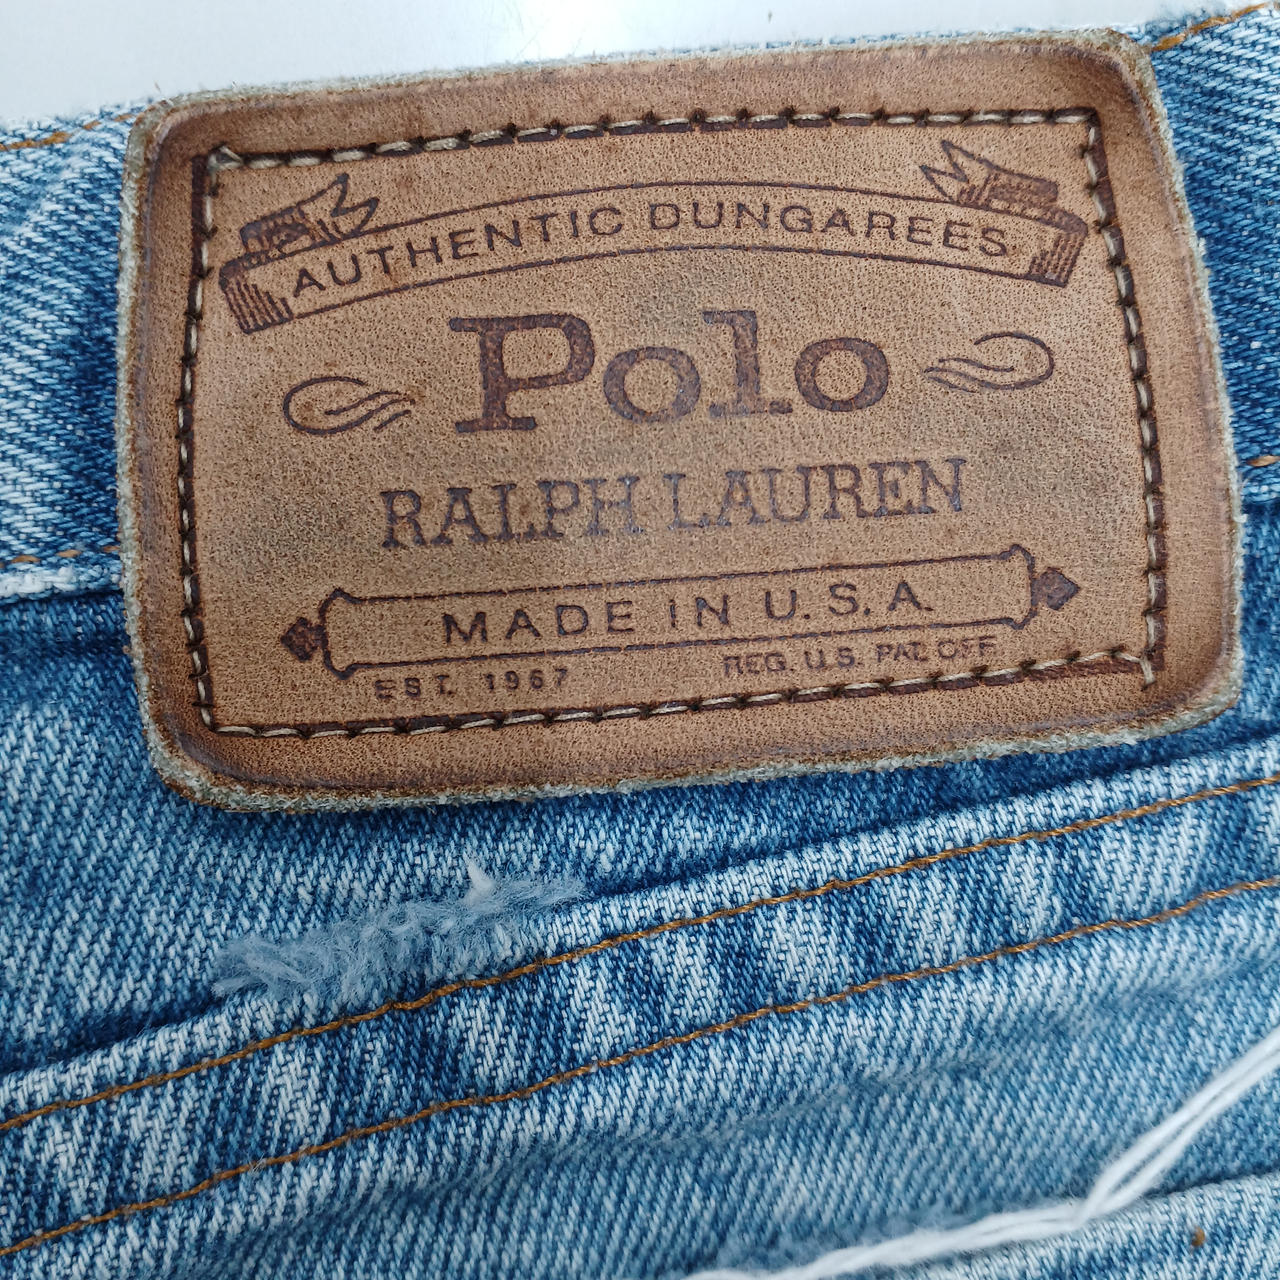 AUTHENTIC DUNGAREES
Polo
RALPH LAUREN
MADE IN U.S.A.
EST. 1967 REG. U.S. PAT. OFF.